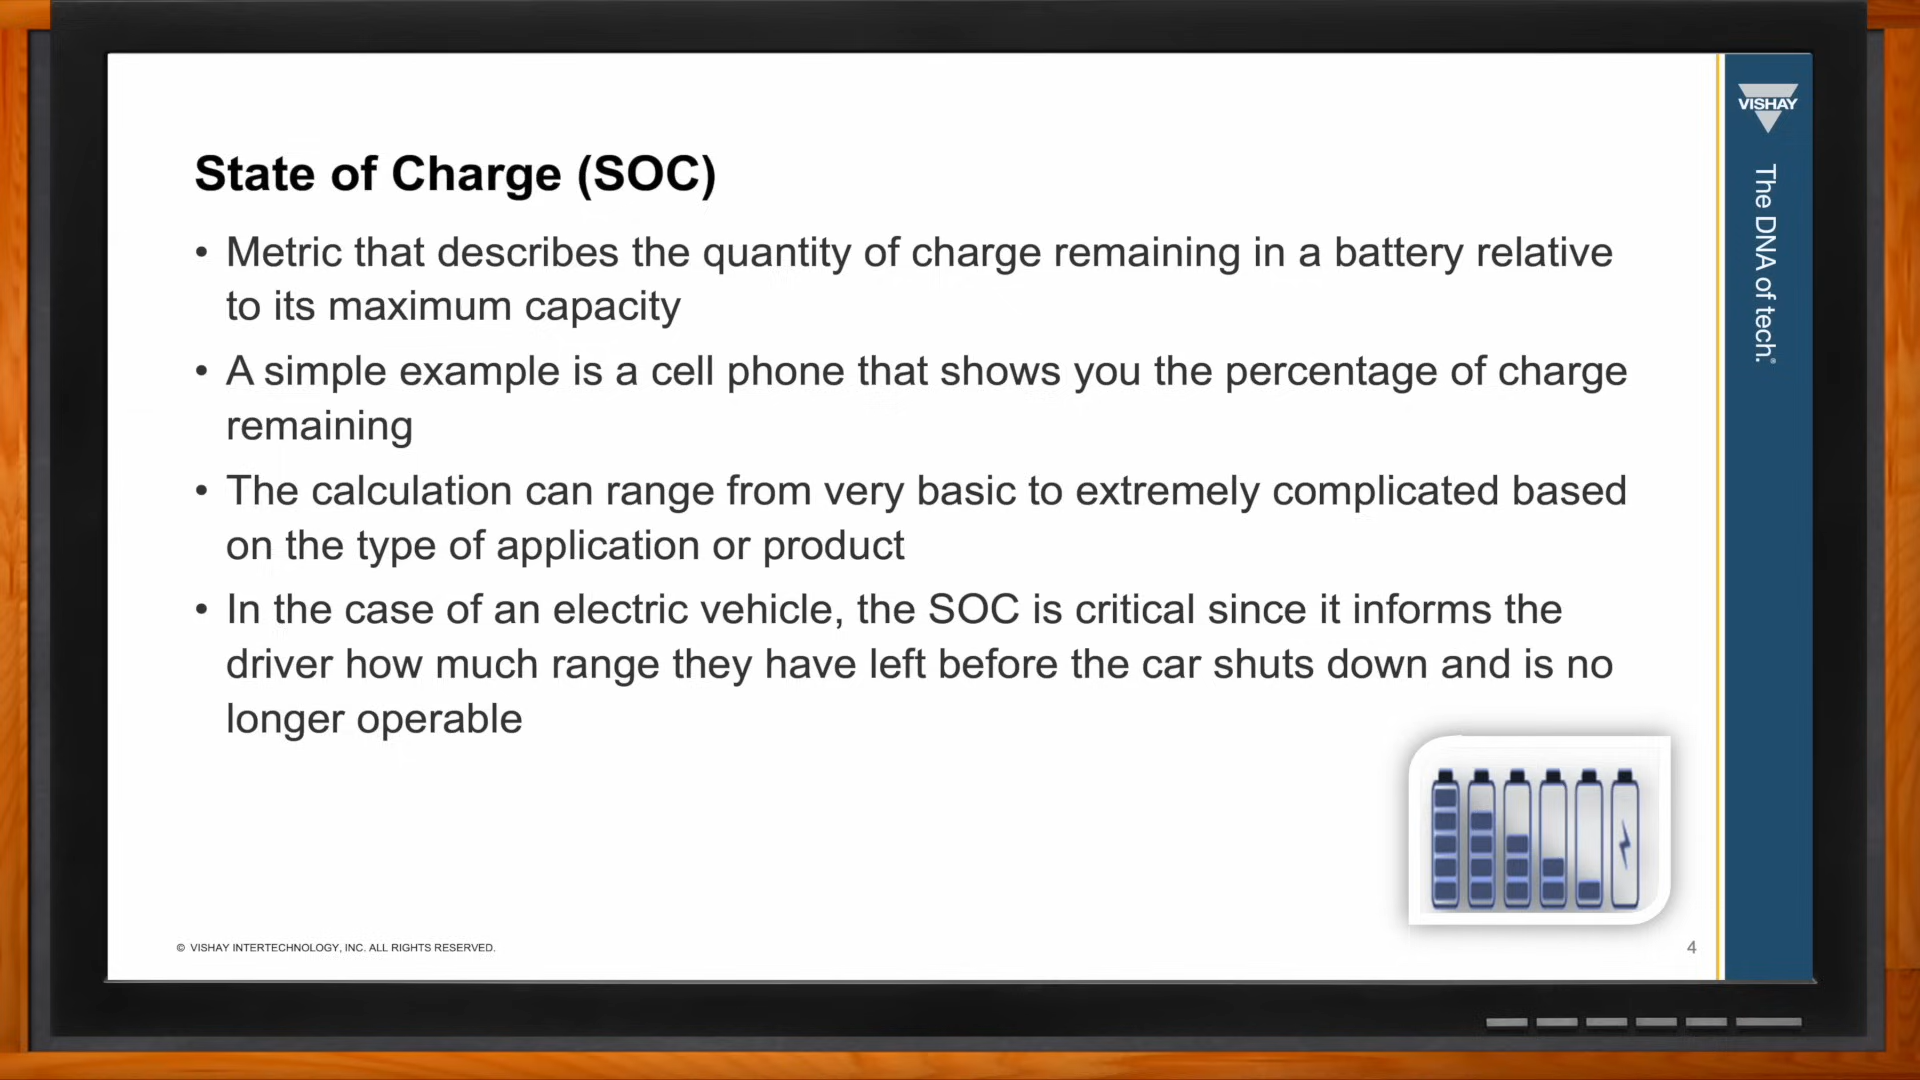 State of Charge (SOC)
• Metric that describes the quantity of charge remaining in a battery relative
to its maximum capacity
• A simple example is a cell phone that shows you the percentage of charge
remaining
• The calculation can range from very basic to extremely complicated based
on the type of application or product
• In the case of an electric vehicle, the SOC is critical since it informs the
driver how much range they have left before the car shuts down and is no
longer operable
© VISHAY INTERTECHNOLOGY, INC. ALL RIGHTS RESERVED.
4
VISHAY
The DNA of tech.®